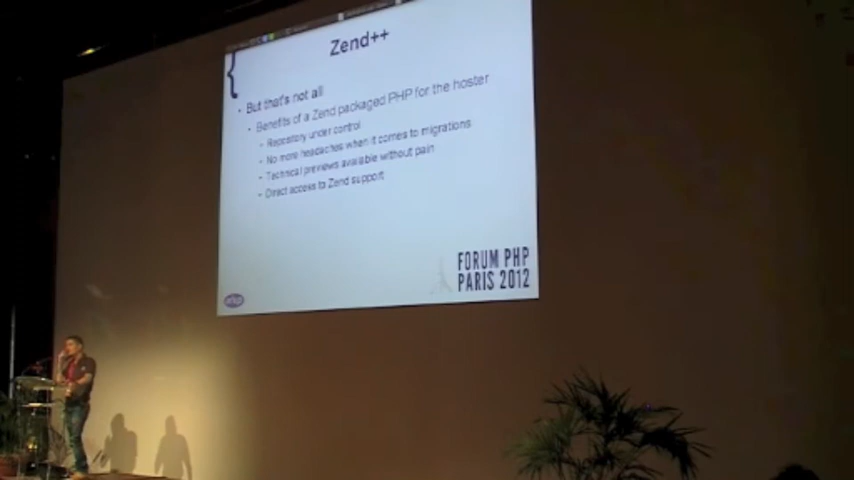 Zend++
{
• But that's not all
• Benefits of a Zend packaged PHP for the hoster
- Repository under control
- No more headaches when it comes to migrations
- Technical previews available without pain
- Direct access to Zend support
FORUM PHP
PARIS 2012